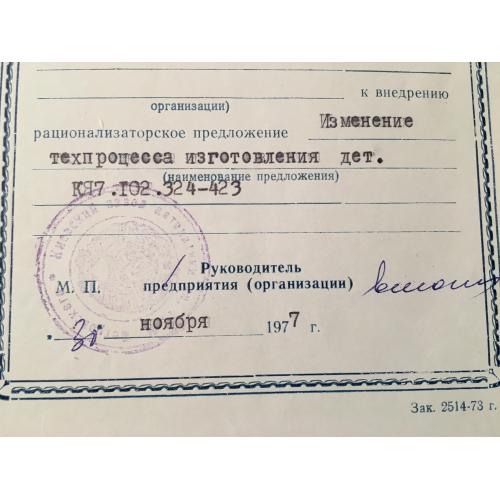 к внедрению
организации)
рационализаторское предложение Изменение
техпроцесса изготовления дет.
(наименование предложения)
КЯ7.102.324-423
Руководитель
М. П. предприятия (организации)
ноября 1977 г.
Зак. 2514-73 г.